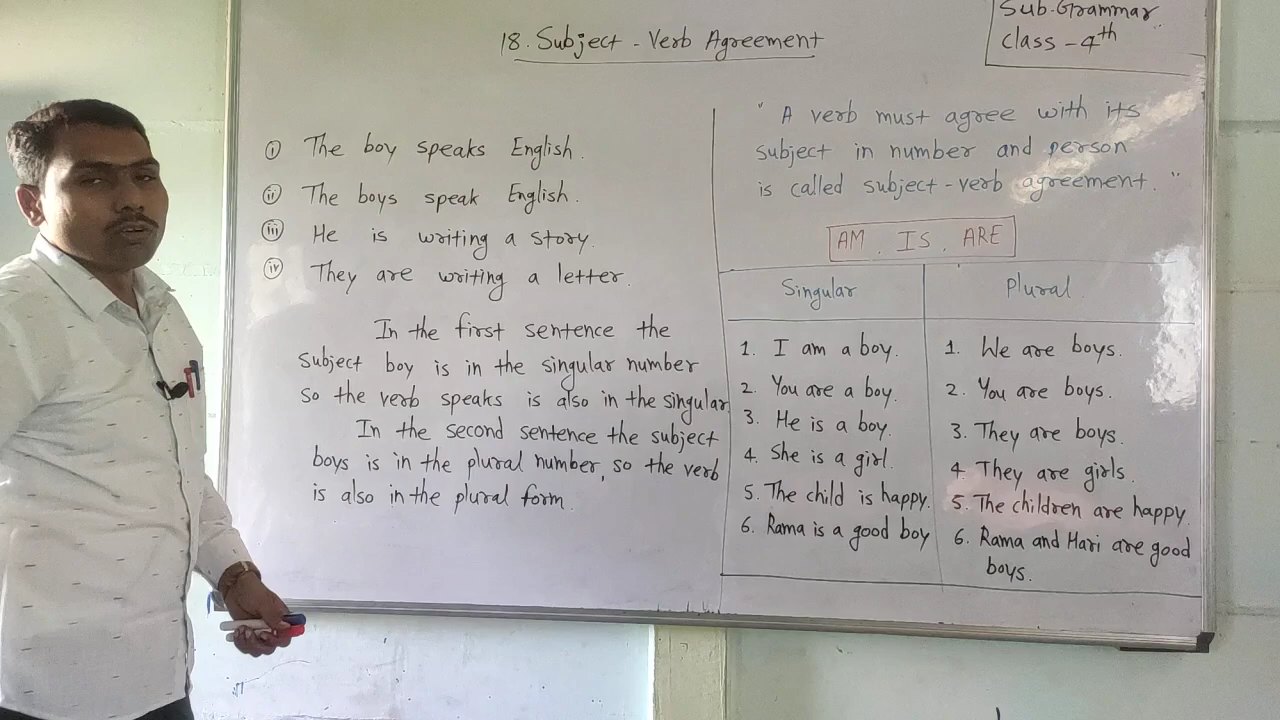 Sub. Grammar
Class - 4th
18. Subject - Verb Agreement
i The boy speaks English.
ii The boys speak English.
iii He is writing a story.
iv They are writing a letter.
In the first sentence the
Subject boy is in the singular number
so the verb speaks is also in the singular
In the second sentence the subject
boys is in the plural number, so the verb
is also in the plural form.
" A verb must agree with its
subject in number and person
is called subject-verb agreement. "
AM . IS . ARE
Singular
1. I am a boy.
2. You are a boy.
3. He is a boy.
4. She is a girl.
5. The child is happy.
6. Rama is a good boy
Plural
1. We are boys.
2. You are boys.
3. They are boys.
4. They are girls.
5. The children are happy.
6. Rama and Hari are good
boys.